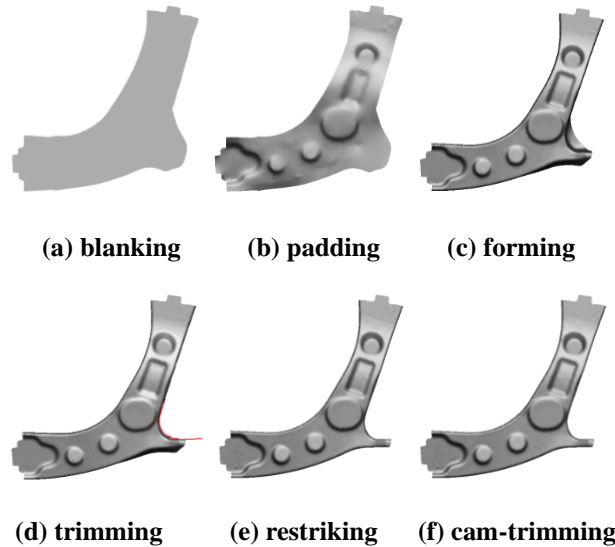 (a) blanking (b) padding (c) forming
(d) trimming (e) restriking (f) cam-trimming